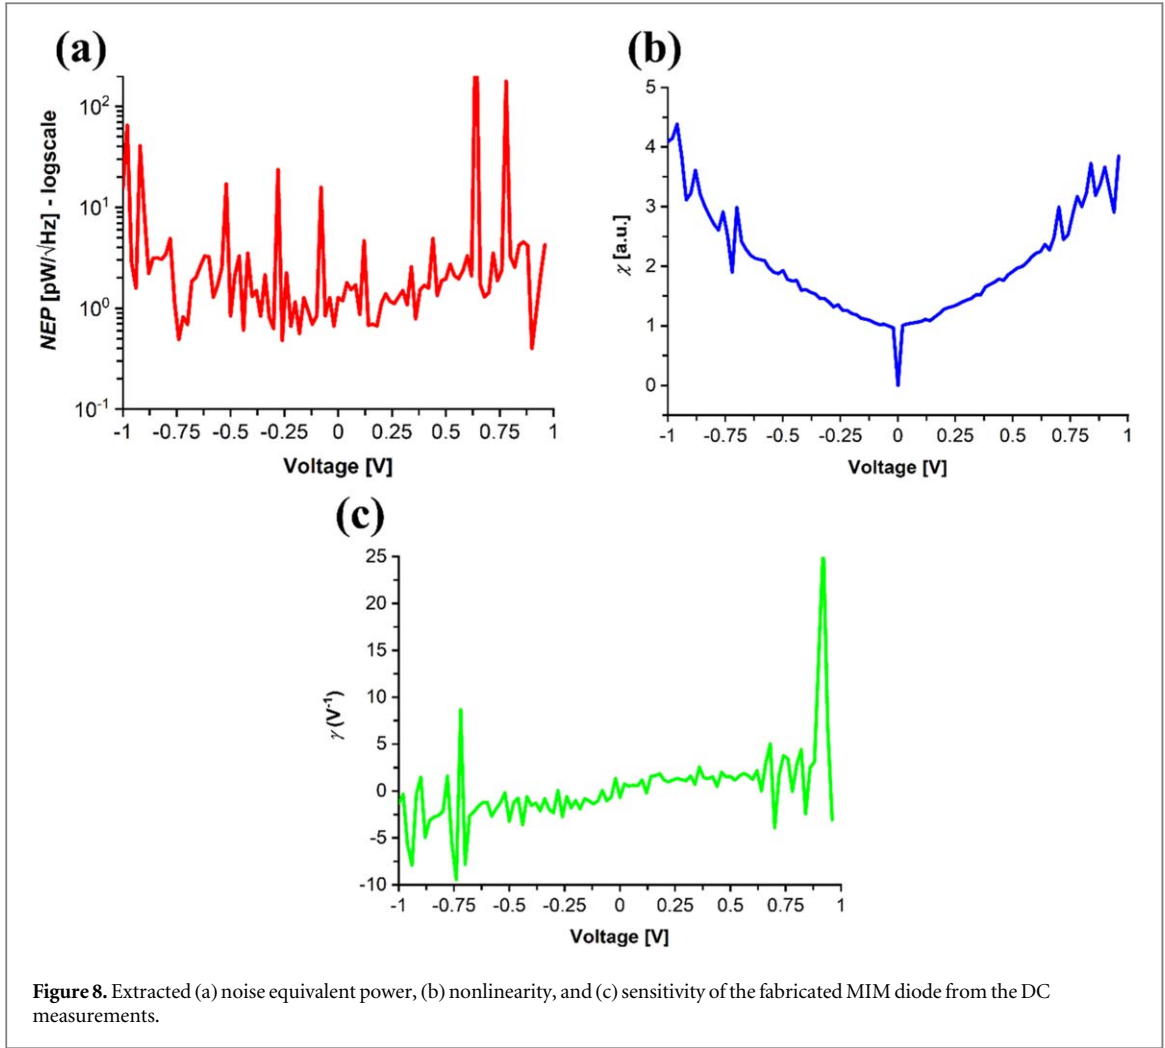 (a)
NEP [pW/√Hz] - logscale
10²
10¹
10⁰
10⁻¹
-1 -0.75 -0.5 -0.25 0 0.25 0.5 0.75 1
Voltage [V]
(b)
χ [a.u.]
5
4
3
2
1
0
-1 -0.75 -0.5 -0.25 0 0.25 0.5 0.75 1
Voltage [V]
(c)
γ (V⁻¹)
25
20
15
10
5
0
-5
-10
-1 -0.75 -0.5 -0.25 0 0.25 0.5 0.75 1
Voltage [V]
Figure 8. Extracted (a) noise equivalent power, (b) nonlinearity, and (c) sensitivity of the fabricated MIM diode from the DC
measurements.